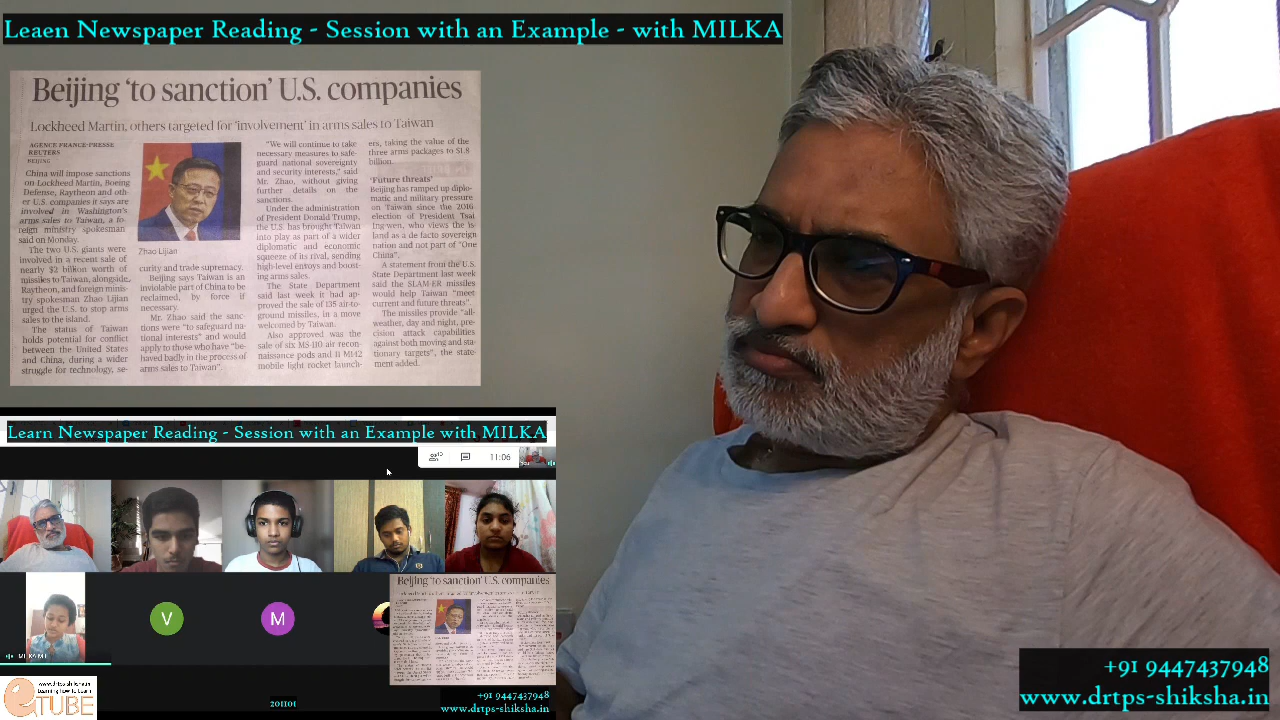 Leaen Newspaper Reading - Session with an Example - with MILKA
Beijing 'to sanction' U.S. companies
Lockheed Martin, others targeted for 'involvement' in arms sales to Taiwan
AGENCE FRANCE-PRESSE
REUTERS
BEIJING
China will impose sanctions
on Lockheed Martin, Boeing
Defense, Raytheon and oth-
er U.S. companies it says are
involved in Washington's
arms sales to Taiwan, a fo-
reign ministry spokesman
said on Monday.
The two U.S. giants were
involved in a recent sale of
nearly $2 billion worth of
missiles to Taiwan, alongside
Raytheon, and foreign minis-
try spokesman Zhao Lijian
urged the U.S. to stop arms
sales to the island.
The status of Taiwan
holds potential for conflict
between the United States
and China, during a wider
struggle for technology, se-
Zhao Lijian
curity and trade supremacy.
Beijing says Taiwan is an
inviolable part of China to be
reclaimed, by force if
necessary.
Mr. Zhao said the sanc-
tions were "to safeguard na-
tional interests" and would
apply to those who have "be-
haved badly in the process of
arms sales to Taiwan".
"We will continue to take
necessary measures to safe-
guard national sovereignty
and security interests," said
Mr. Zhao, without giving
further details on the
sanctions.
Under the administration
of President Donald Trump,
the U.S. has brought Taiwan
into play as part of a wider
diplomatic and economic
squeeze of its rival, sending
high-level envoys and boost-
ing arms sales.
The State Department
said last week it had ap-
proved the sale of 135 air-to-
ground missiles, in a move
welcomed by Taiwan.
Also approved was the
sale of six MS-110 air recon-
naissance pods and 11 M142
mobile light rocket launch-
ers, taking the value of the
three arms packages to $1.8
billion.
'Future threats'
Beijing has ramped up diplo-
matic and military pressure
on Taiwan since the 2016
election of President Tsai
Ing-wen, who views the is-
land as a de facto sovereign
nation and not part of "One
China".
A statement from the U.S.
State Department last week
said the SLAM-ER missiles
would help Taiwan "meet
current and future threats".
The missiles provide "all-
weather, day and night, pre-
cision attack capabilities
against both moving and sta-
tionary targets", the state-
ment added.
Learn Newspaper Reading - Session with an Example with MILKA
11:06
You
V
M
Beijing 'to sanction' U.S. companies
www.drtps-shiksha.in
Learning how to Learn
eTUBE
201101
+91 9447437948
www.drtps-shiksha.in
+91 9447437948
www.drtps-shiksha.in